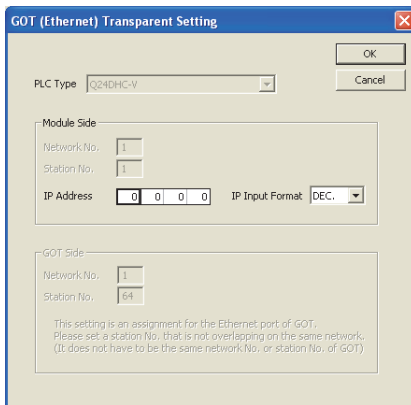 GOT (Ethernet) Transparent Setting
OK
PLC Type Q24DHC-V
Cancel
Module Side
Network No. 1
Station No. 1
IP Address 0 0 0 0 IP Input Format DEC.
GOT Side
Network No. 1
Station No. 64
This setting is an assignment for the Ethernet port of GOT.
Please set a station No. that is not overlapping on the same network.
(It does not have to be the same network No. or station No. of GOT)